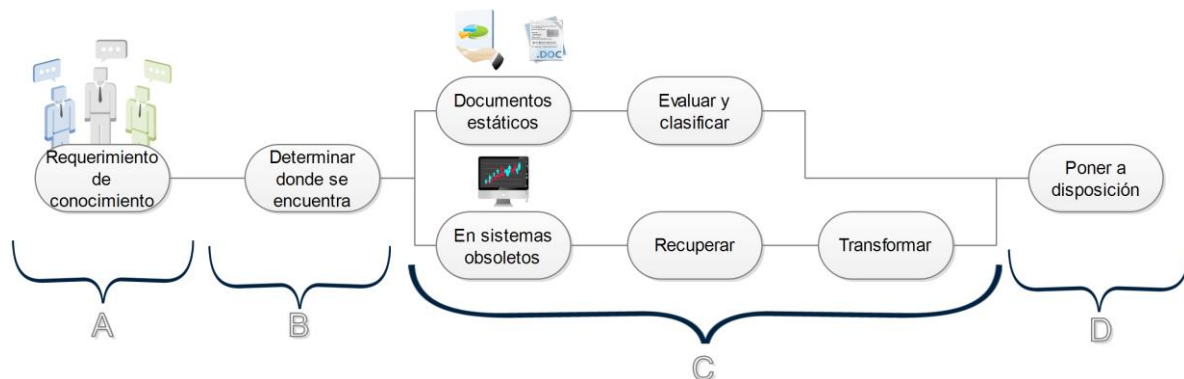 .DOC
Documentos
estáticos
Evaluar y
clasificar
Requerimiento
de
conocimiento
Determinar
donde se
encuentra
Poner a
disposición
En sistemas
obsoletos
Recuperar
Transformar
A
B
C
D